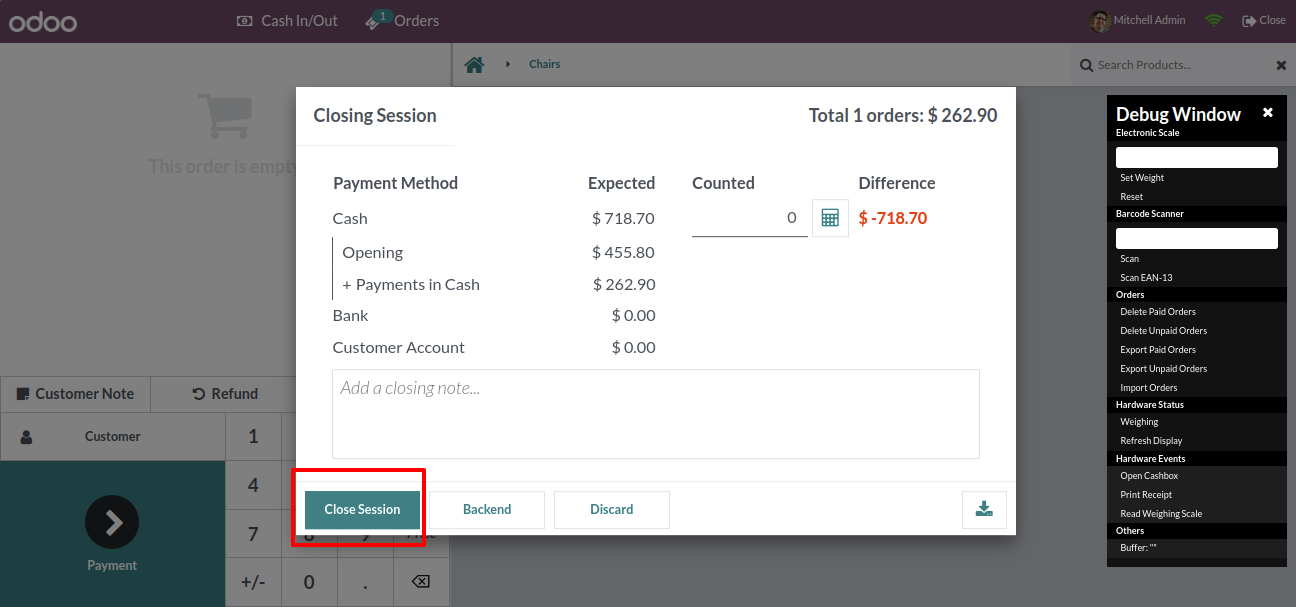 odoo
Cash In/Out
1
Orders
Mitchell Admin
Close
Chairs
Search Products...
This order is empty
Closing Session
Total 1 orders: $ 262.90
Payment Method Expected Counted Difference
Cash $ 718.70 0 $ -718.70
Opening $ 455.80
+ Payments in Cash $ 262.90
Bank $ 0.00
Customer Account $ 0.00
Add a closing note...
Close Session
Backend
Discard
Customer Note
Refund
Customer
1
4
7
+/-
0
.
Payment
Debug Window
Electronic Scale
Set Weight
Reset
Barcode Scanner
Scan
Scan EAN-13
Orders
Delete Paid Orders
Delete Unpaid Orders
Export Paid Orders
Export Unpaid Orders
Import Orders
Hardware Status
Weighing
Refresh Display
Hardware Events
Open Cashbox
Print Receipt
Read Weighing Scale
Others
Buffer: ""